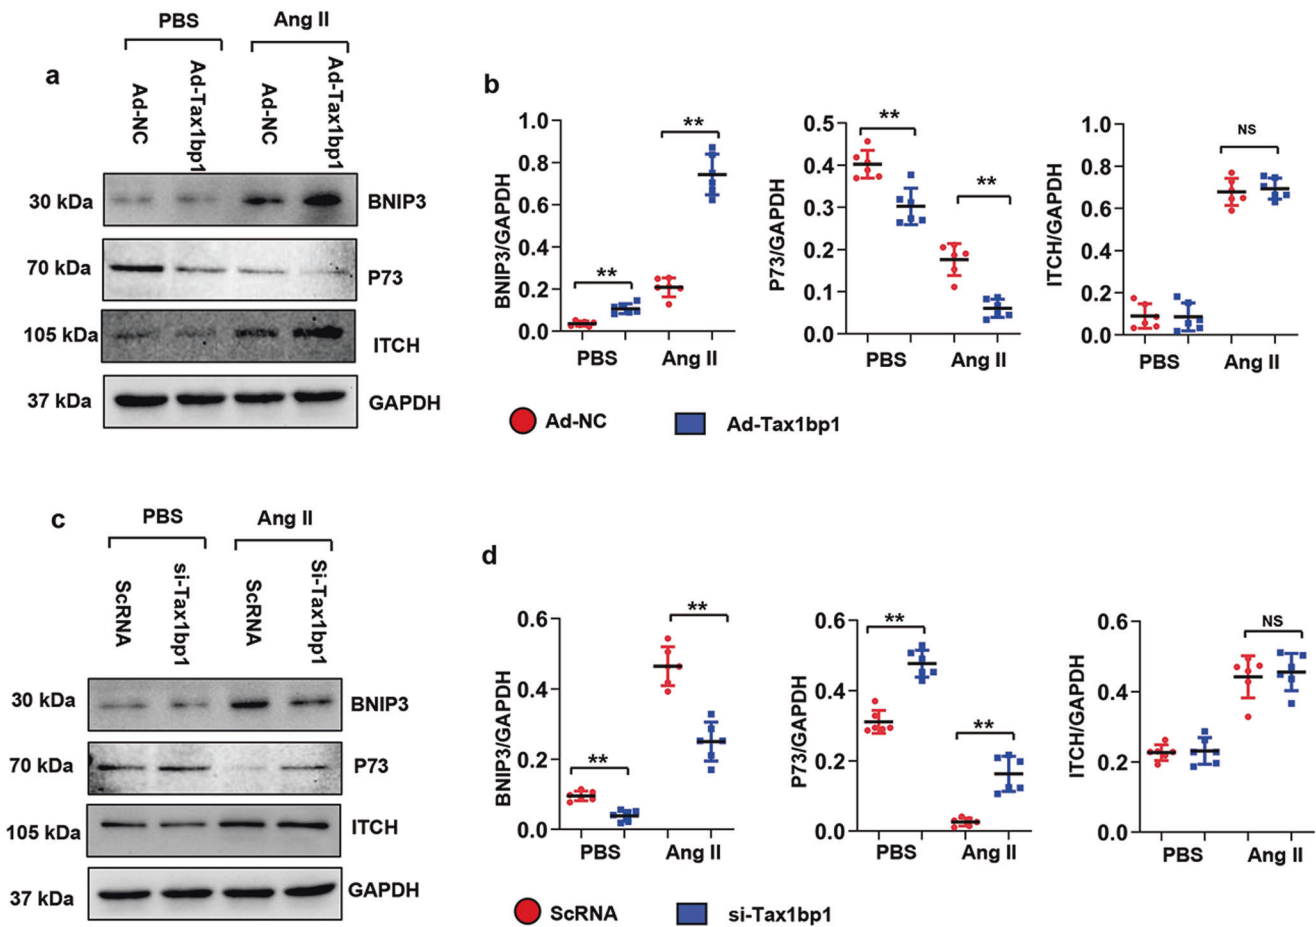 a
PBS Ang II
Ad-NC Ad-Tax1bp1 Ad-NC Ad-Tax1bp1
30 kDa BNIP3
70 kDa P73
105 kDa ITCH
37 kDa GAPDH
b
BNIP3/GAPDH
1.0
0.8
0.6
0.4
0.2
0.0
** **
PBS Ang II
P73/GAPDH
0.5
0.4
0.3
0.2
0.1
0.0
** **
PBS Ang II
ITCH/GAPDH
1.0
0.8
0.6
0.4
0.2
0.0
NS
PBS Ang II
Ad-NC Ad-Tax1bp1
c
PBS Ang II
ScRNA si-Tax1bp1 ScRNA Si-Tax1bp1
30 kDa BNIP3
70 kDa P73
105 kDa ITCH
37 kDa GAPDH
d
BNIP3/GAPDH
0.6
0.4
0.2
0.0
** **
PBS Ang II
P73/GAPDH
0.6
0.4
0.2
0.0
** **
PBS Ang II
ITCH/GAPDH
0.6
0.4
0.2
0.0
NS
PBS Ang II
ScRNA si-Tax1bp1